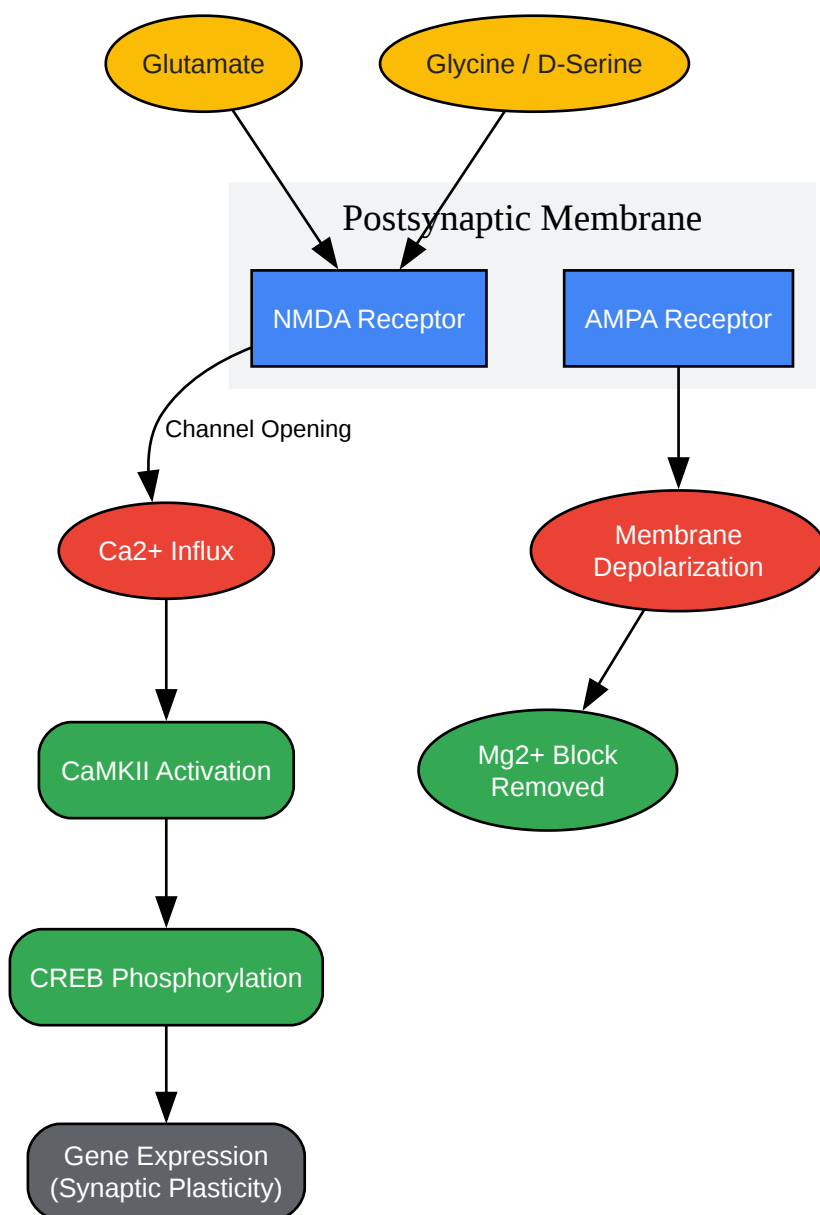 Glutamate
Glycine / D-Serine
Postsynaptic Membrane
NMDA Receptor
AMPA Receptor
Channel Opening
Ca2+ Influx
Membrane
Depolarization
CaMKII Activation
Mg2+ Block
Removed
CREB Phosphorylation
Gene Expression
(Synaptic Plasticity)